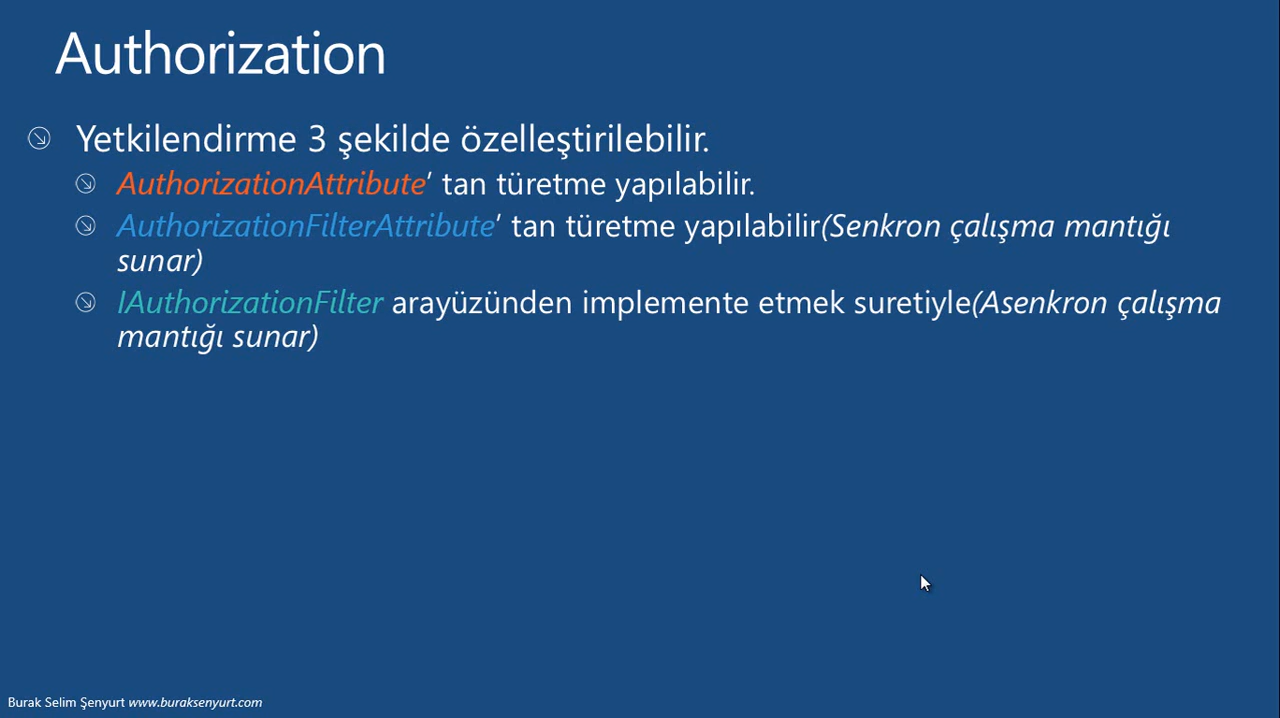 Authorization
Yetkilendirme 3 şekilde özelleştirilebilir.
AuthorizationAttribute’ tan türetme yapılabilir.
AuthorizationFilterAttribute’ tan türetme yapılabilir(Senkron çalışma mantığı
sunar)
IAuthorizationFilter arayüzünden implemente etmek suretiyle(Asenkron çalışma
mantığı sunar)
Burak Selim Şenyurt www.buraksenyurt.com